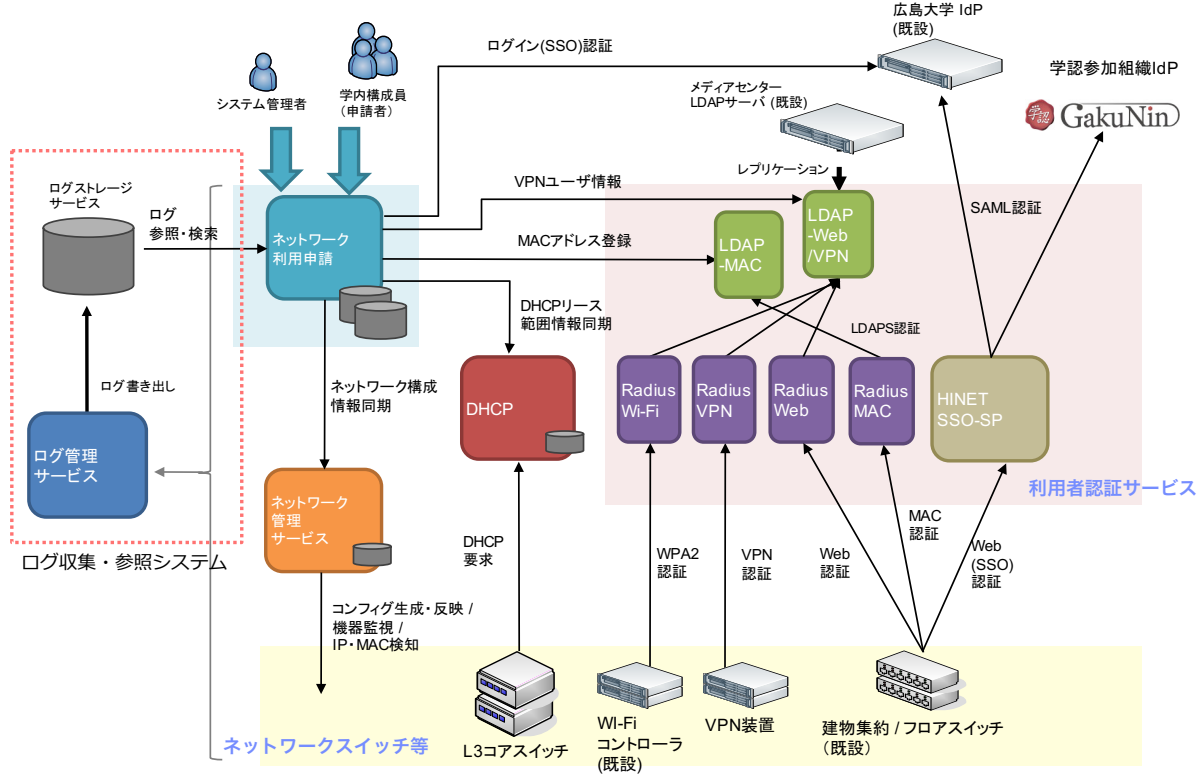 広島大学 IdP
(既設)
ログイン(SSO)認証
学認参加組織IdP
学認
GakuNin
システム管理者
学内構成員
（申請者）
メディアセンター
LDAPサーバ (既設)
レプリケーション
VPNユーザ情報
SAML認証
ログストレージ
サービス
ログ
参照・検索
ネットワーク
利用申請
MACアドレス登録
LDAP
-MAC
LDAP
-Web
/VPN
DHCPリース
範囲情報同期
LDAPS認証
ログ書き出し
ネットワーク構成
情報同期
DHCP
Radius
Wi-Fi
Radius
VPN
Radius
Web
Radius
MAC
HINET
SSO-SP
ログ管理
サービス
利用者認証サービス
ネットワーク
管理
サービス
ログ収集・参照システム
DHCP
要求
WPA2
認証
VPN
認証
Web
認証
MAC
認証
Web
(SSO)
認証
コンフィグ生成・反映 /
機器監視 /
IP・MAC検知
ネットワークスイッチ等
L3コアスイッチ
WI-Fi
コントローラ
(既設)
VPN装置
建物集約 / フロアスイッチ
（既設）